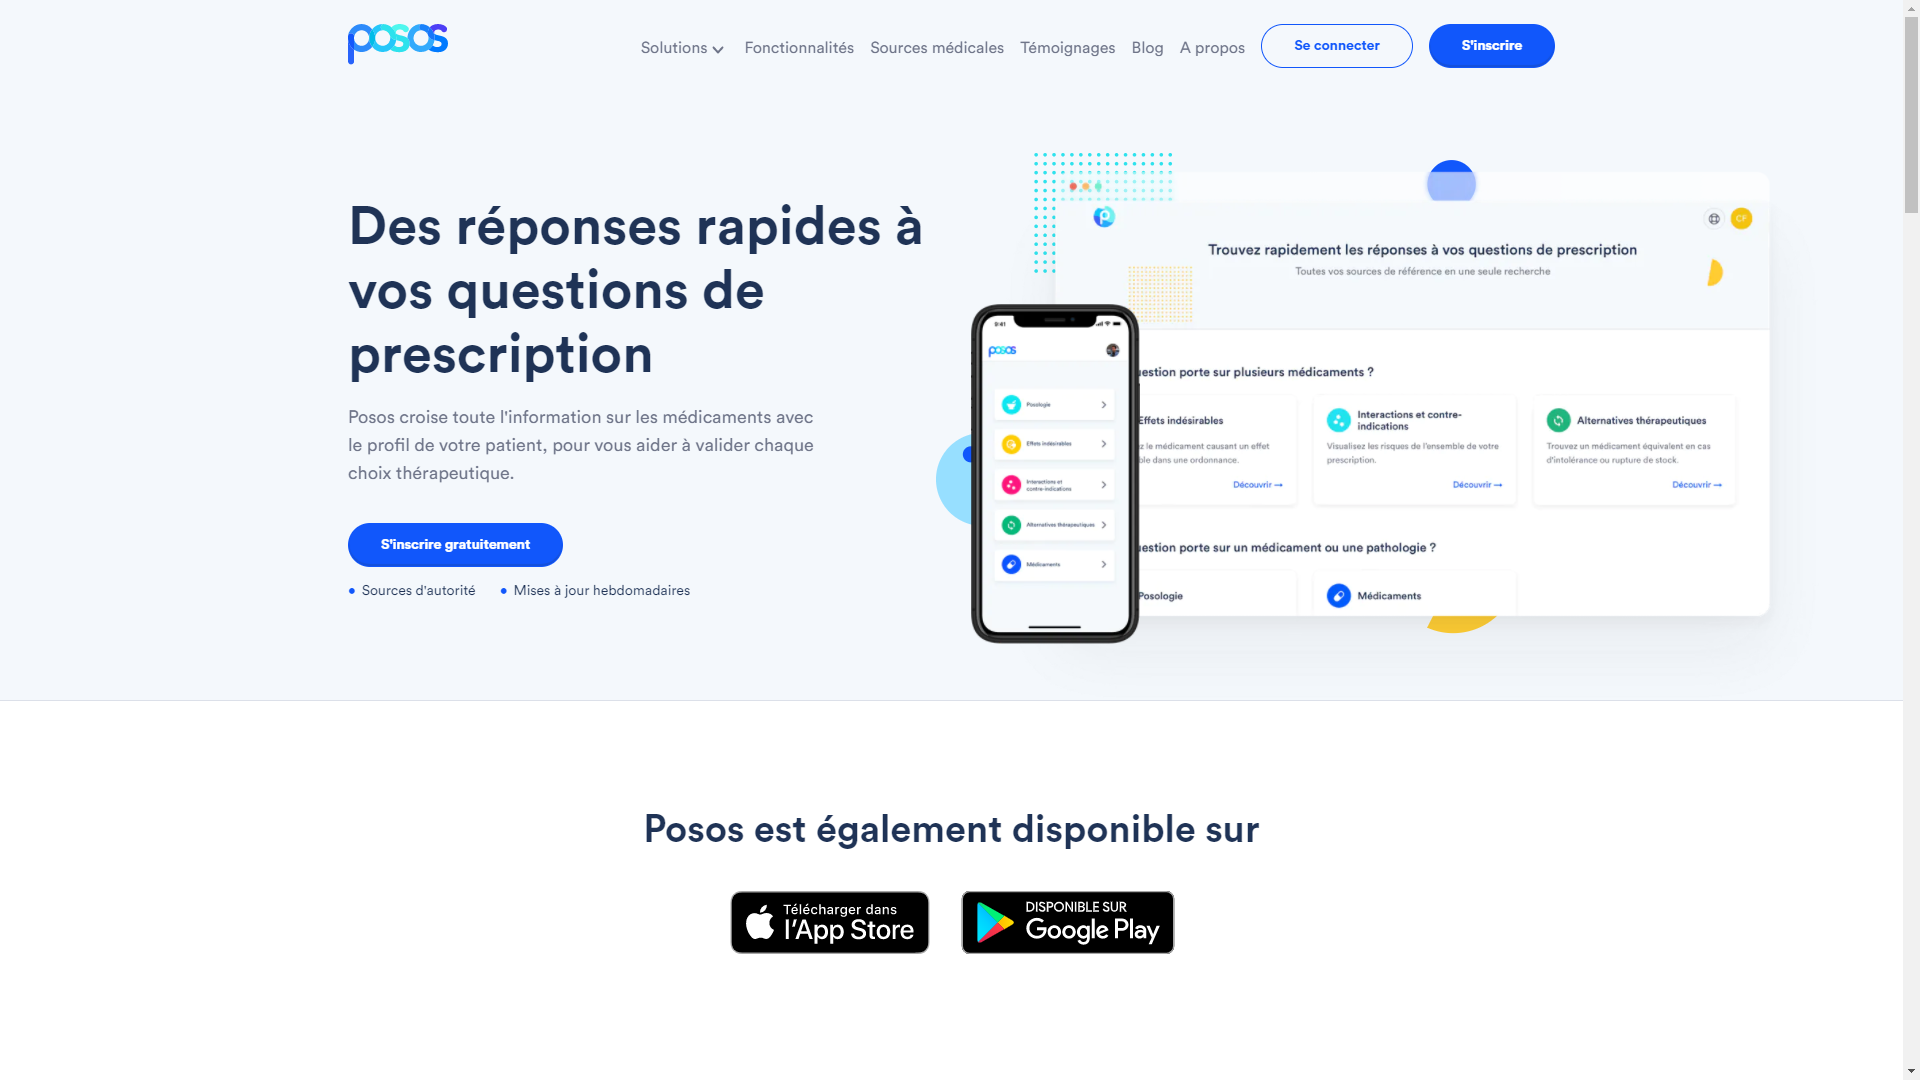 posos
Solutions
Fonctionnalités
Sources médicales
Témoignages
Blog
A propos
Se connecter
S'inscrire
Des réponses rapides à
vos questions de
prescription
Posos croise toute l'information sur les médicaments avec
le profil de votre patient, pour vous aider à valider chaque
choix thérapeutique.
S'inscrire gratuitement
Sources d'autorité
Mises à jour hebdomadaires
CF
Trouvez rapidement les réponses à vos questions de prescription
Toutes vos sources de référence en une seule recherche
9:41
posos
Posologie
Effets indésirables
Interactions et
contre-indications
Alternatives thérapeutiques
Médicaments
uestion porte sur plusieurs médicaments ?
Effets indésirables
z le médicament causant un effet
ble dans une ordonnance.
Découvrir →
Interactions et contre-
indications
Visualisez les risques de l'ensemble de votre
prescription.
Découvrir →
Alternatives thérapeutiques
Trouvez un médicament équivalent en cas
d'intolérance ou rupture de stock.
Découvrir →
uestion porte sur un médicament ou une pathologie ?
Posologie
Médicaments
Posos est également disponible sur
Télécharger dans
l'App Store
DISPONIBLE SUR
Google Play